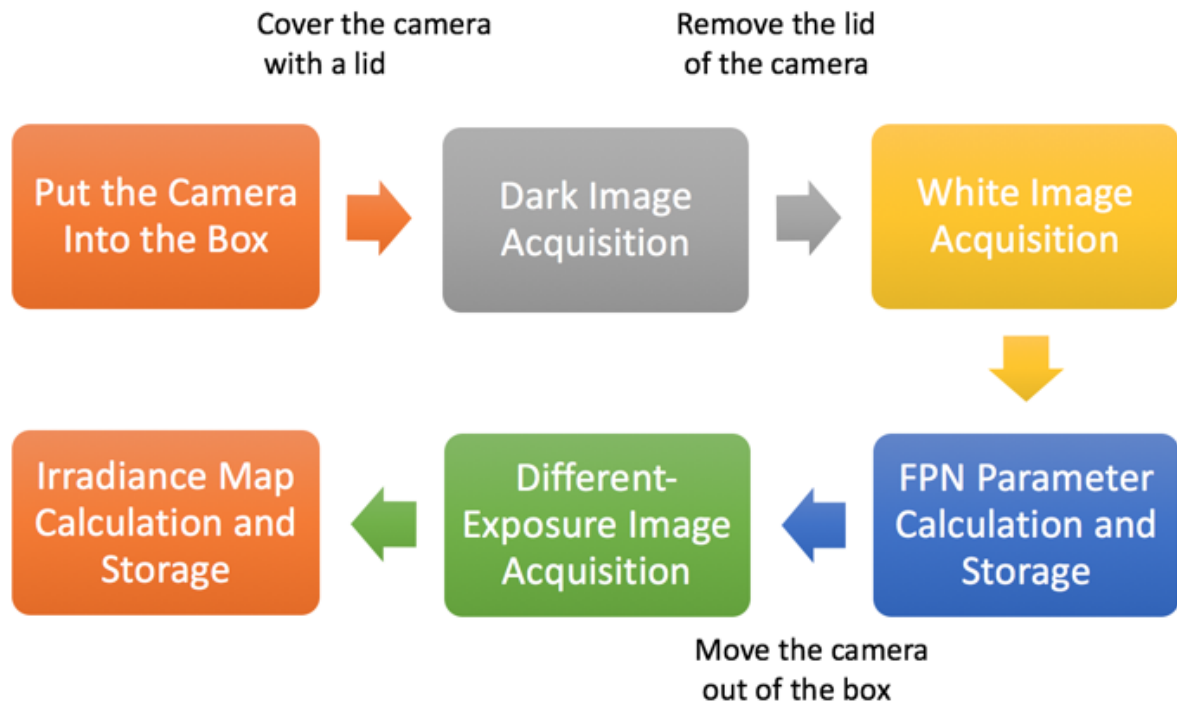 Cover the camera
with a lid
Remove the lid
of the camera
Put the Camera
Into the Box
Dark Image
Acquisition
White Image
Acquisition
Irradiance Map
Calculation and
Storage
Different-
Exposure Image
Acquisition
FPN Parameter
Calculation and
Storage
Move the camera
out of the box